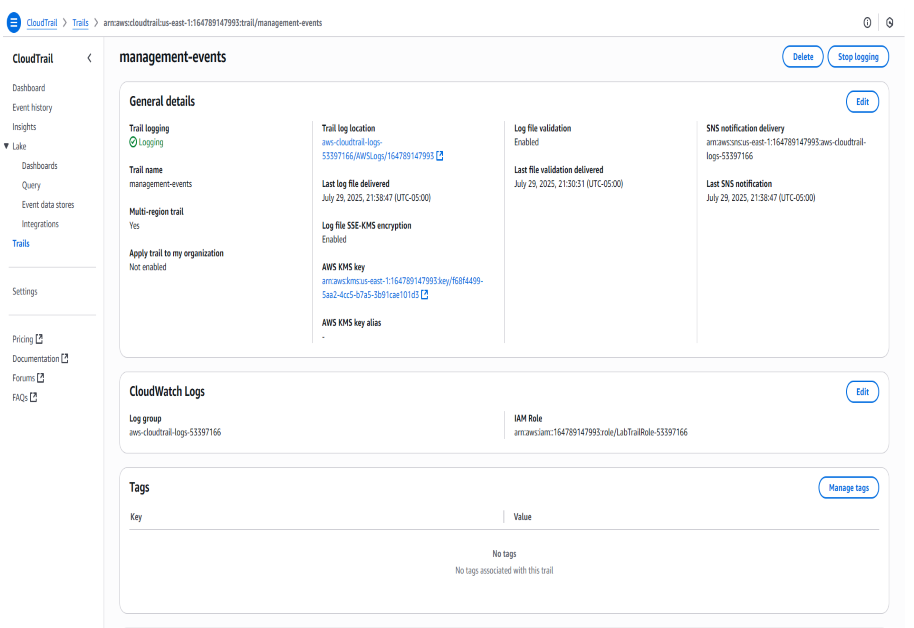 CloudTrail > Trails > arn:aws:cloudtrail:us-east-1:164789147993:trail/management-events
CloudTrail
Dashboard
Event history
Insights
Lake
Dashboards
Query
Event data stores
Integrations
Trails
Settings
Pricing
Documentation
Forums
FAQs
management-events
Delete
Stop logging
General details
Edit
Trail logging
Logging
Trail name
management-events
Multi-region trail
Yes
Apply trail to my organization
Not enabled
Trail log location
aws-cloudtrail-logs-
53397166/AWSLogs/164789147993
Last log file delivered
July 29, 2025, 21:38:47 (UTC-05:00)
Log file SSE-KMS encryption
Enabled
AWS KMS key
arn:aws:kms:us-east-1:164789147993:key/f68f4499-
5aa2-4cc5-b7a5-3b91cae101d3
AWS KMS key alias
-
Log file validation
Enabled
Last file validation delivered
July 29, 2025, 21:30:31 (UTC-05:00)
SNS notification delivery
arn:aws:sns:us-east-1:164789147993:aws-cloudtrail-
logs-53397166
Last SNS notification
July 29, 2025, 21:38:47 (UTC-05:00)
CloudWatch Logs
Edit
Log group
aws-cloudtrail-logs-53397166
IAM Role
arn:aws:iam::164789147993:role/LabTrailRole-53397166
Tags
Manage tags
Key
Value
No tags
No tags associated with this trail